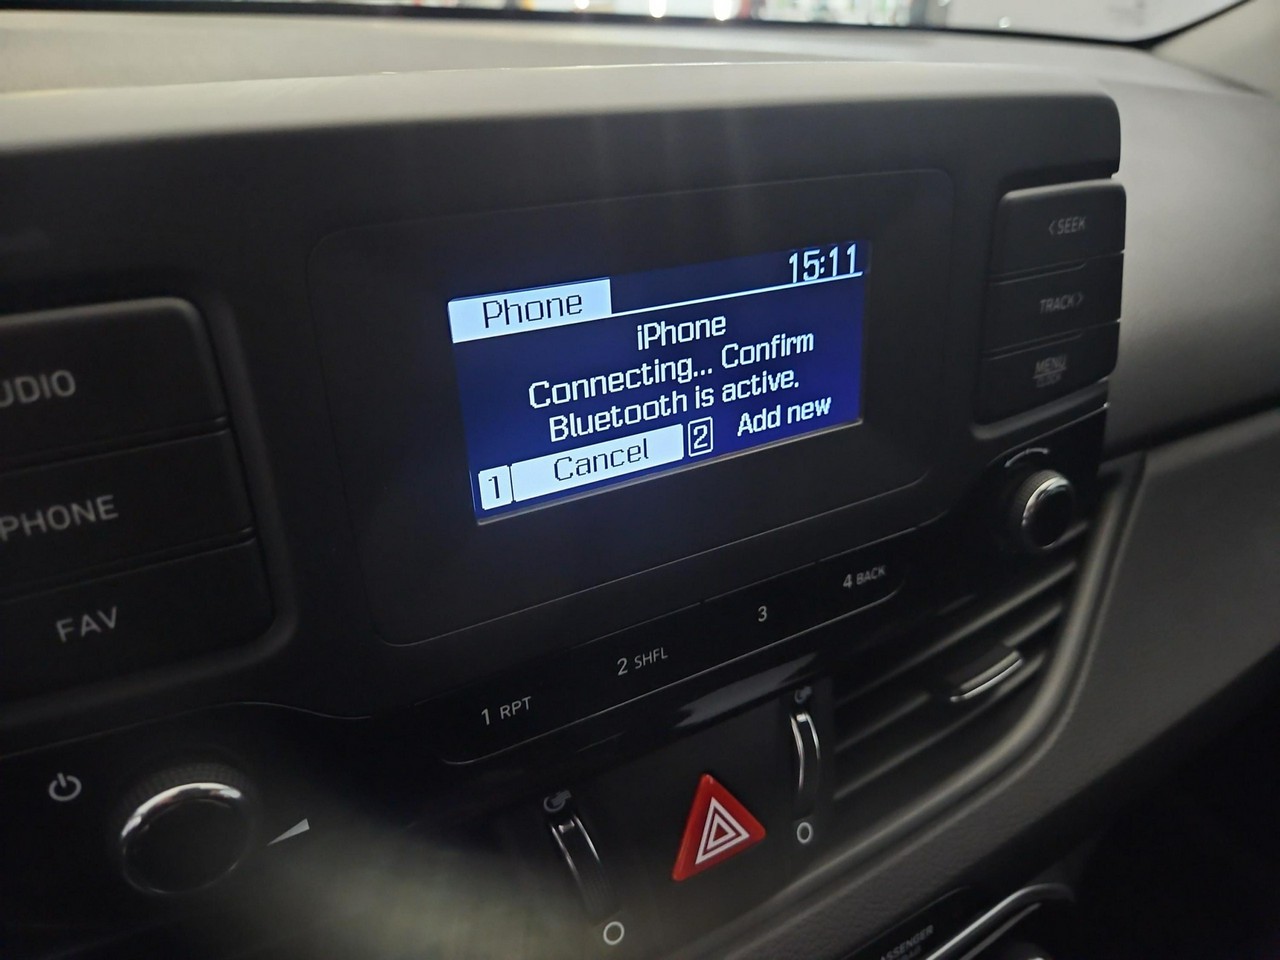 Phone
15:11
iPhone
Connecting... Confirm
Bluetooth is active.
1 Cancel 2 Add new
UDIO
PHONE
FAV
< SEEK
TRACK >
MENU
1 RPT
2 SHFL
3
4 BACK